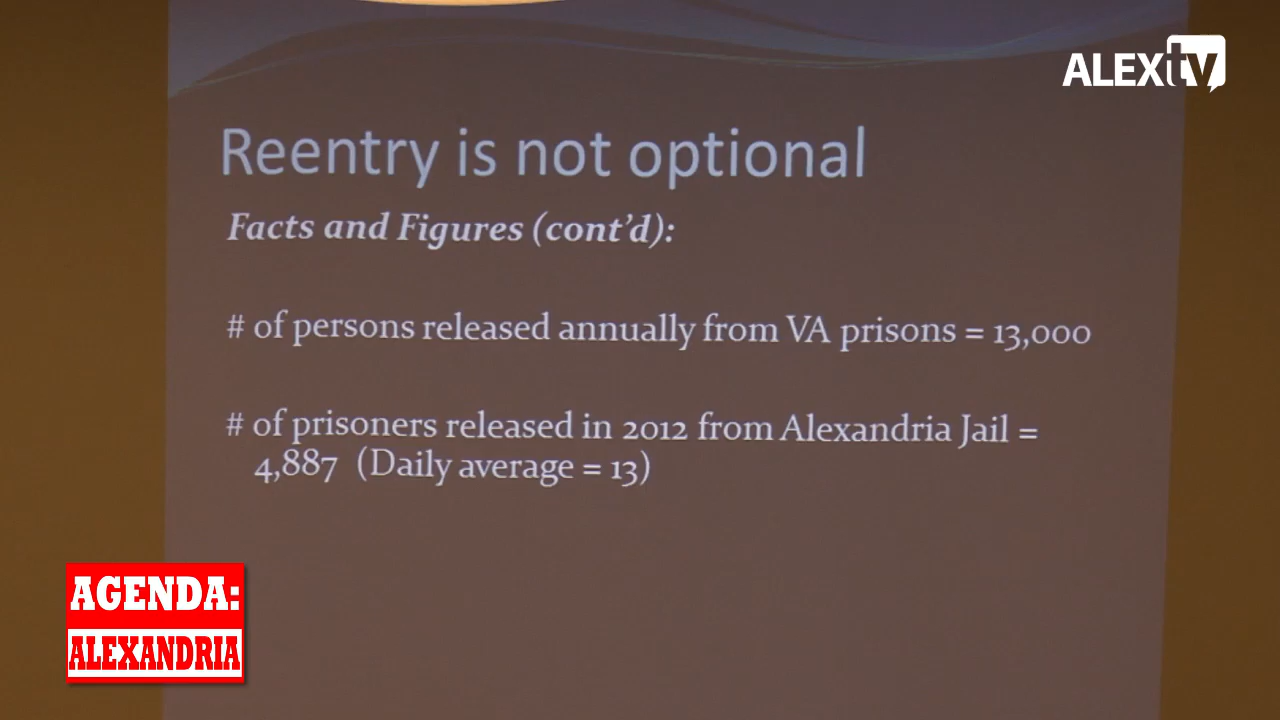 ALEXtv
Reentry is not optional
Facts and Figures (cont'd):
# of persons released annually from VA prisons = 13,000
# of prisoners released in 2012 from Alexandria Jail =
4,887 (Daily average = 13)
AGENDA:
ALEXANDRIA